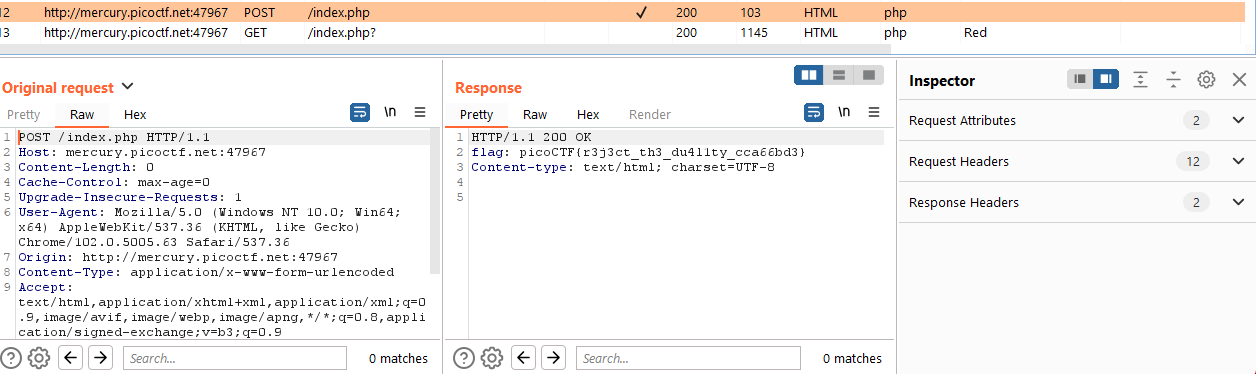 12 http://mercury.picoctf.net:47967 POST /index.php ✓ 200 103 HTML php
13 http://mercury.picoctf.net:47967 GET /index.php? 200 1145 HTML php Red
Original request
Pretty Raw Hex \n
1 POST /index.php HTTP/1.1
2 Host: mercury.picoctf.net:47967
3 Content-Length: 0
4 Cache-Control: max-age=0
5 Upgrade-Insecure-Requests: 1
6 User-Agent: Mozilla/5.0 (Windows NT 10.0; Win64;
x64) AppleWebKit/537.36 (KHTML, like Gecko)
Chrome/102.0.5005.63 Safari/537.36
7 Origin: http://mercury.picoctf.net:47967
8 Content-Type: application/x-www-form-urlencoded
9 Accept:
text/html,application/xhtml+xml,application/xml;q=0
.9,image/avif,image/webp,image/apng,*/*;q=0.8,appli
cation/signed-exchange;v=b3;q=0.9
Search... 0 matches
Response
Pretty Raw Hex Render \n
1 HTTP/1.1 200 OK
2 flag: picoCTF{r3j3ct_th3_du4l1ty_cca66bd3}
3 Content-type: text/html; charset=UTF-8
4
5
Search... 0 matches
Inspector
Request Attributes 2
Request Headers 12
Response Headers 2